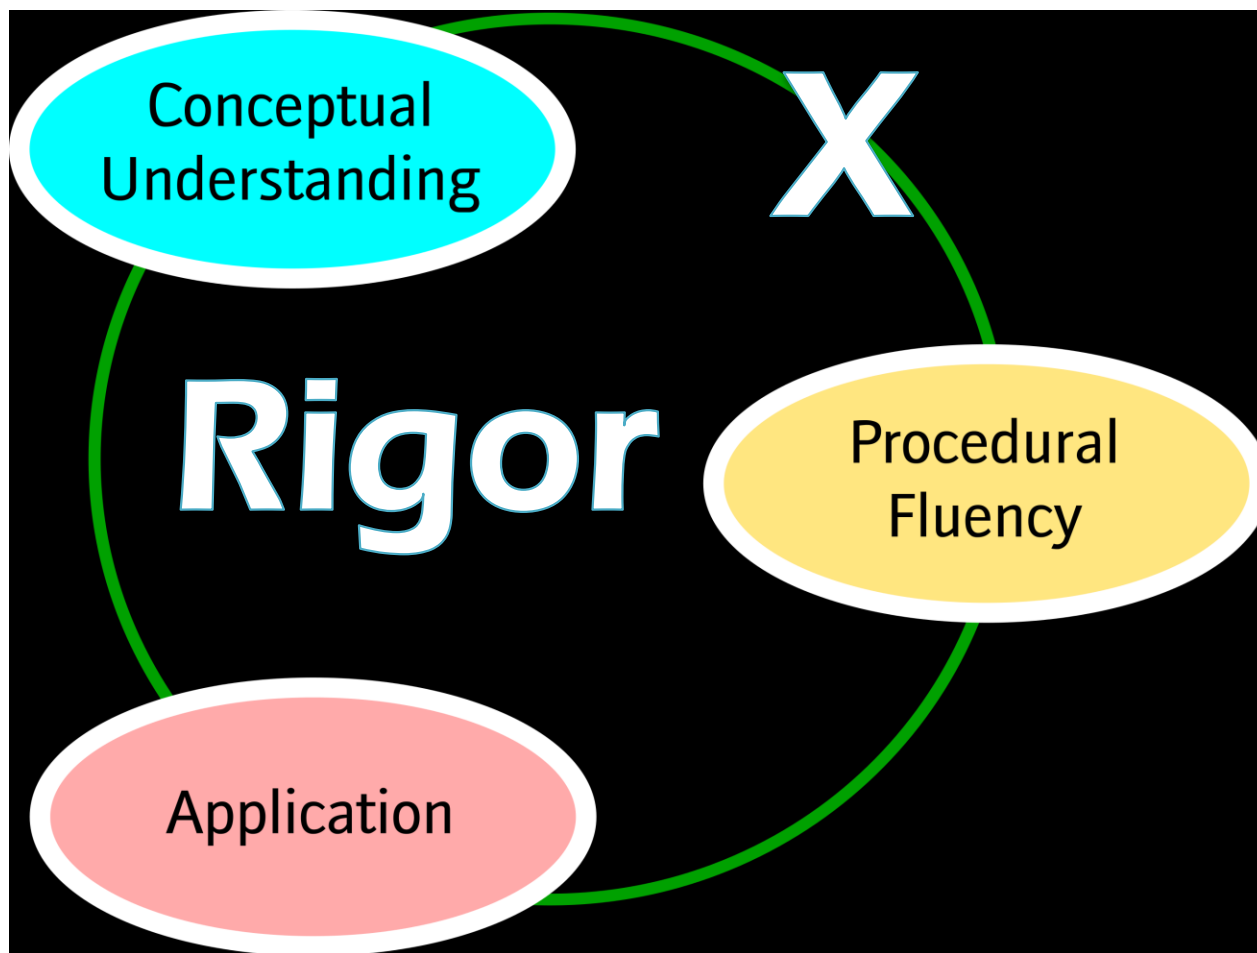 Conceptual
Understanding
X
Rigor
Procedural
Fluency
Application